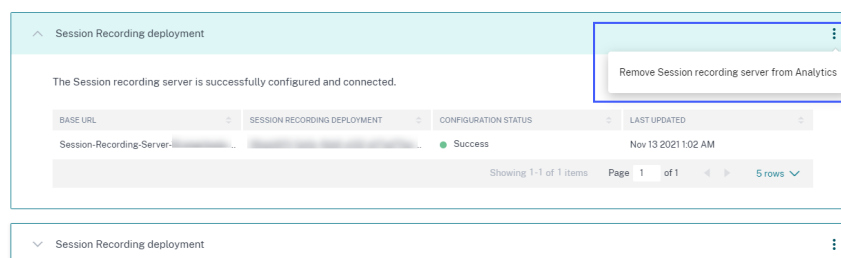 Session Recording deployment
Remove Session recording server from Analytics
The Session recording server is successfully configured and connected.
BASE URL SESSION RECORDING DEPLOYMENT CONFIGURATION STATUS LAST UPDATED
Session-Recording-Server- .. .. Success Nov 13 2021 1:02 AM
Showing 1-1 of 1 items Page 1 of 1 5 rows
Session Recording deployment